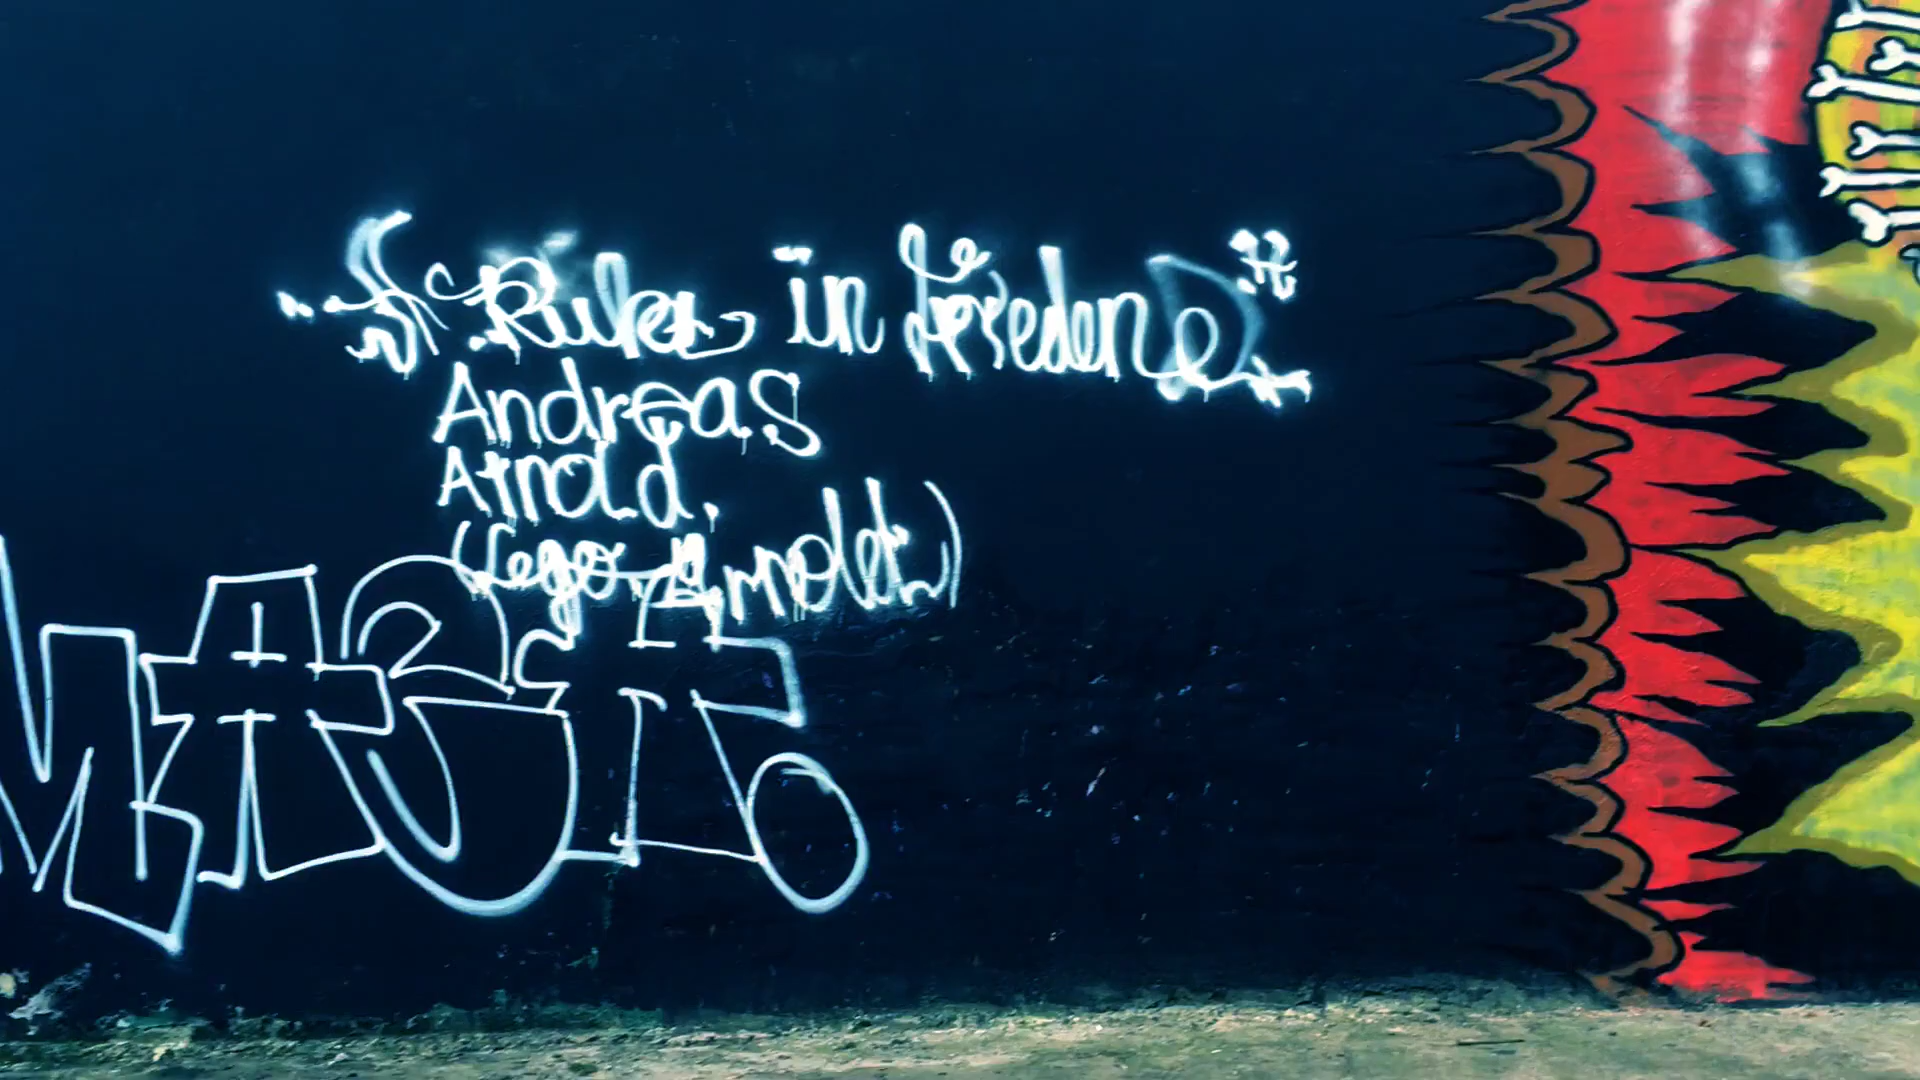 "Ruhe in Frieden"
Andreas
Arnold.
(Lego Arnold)